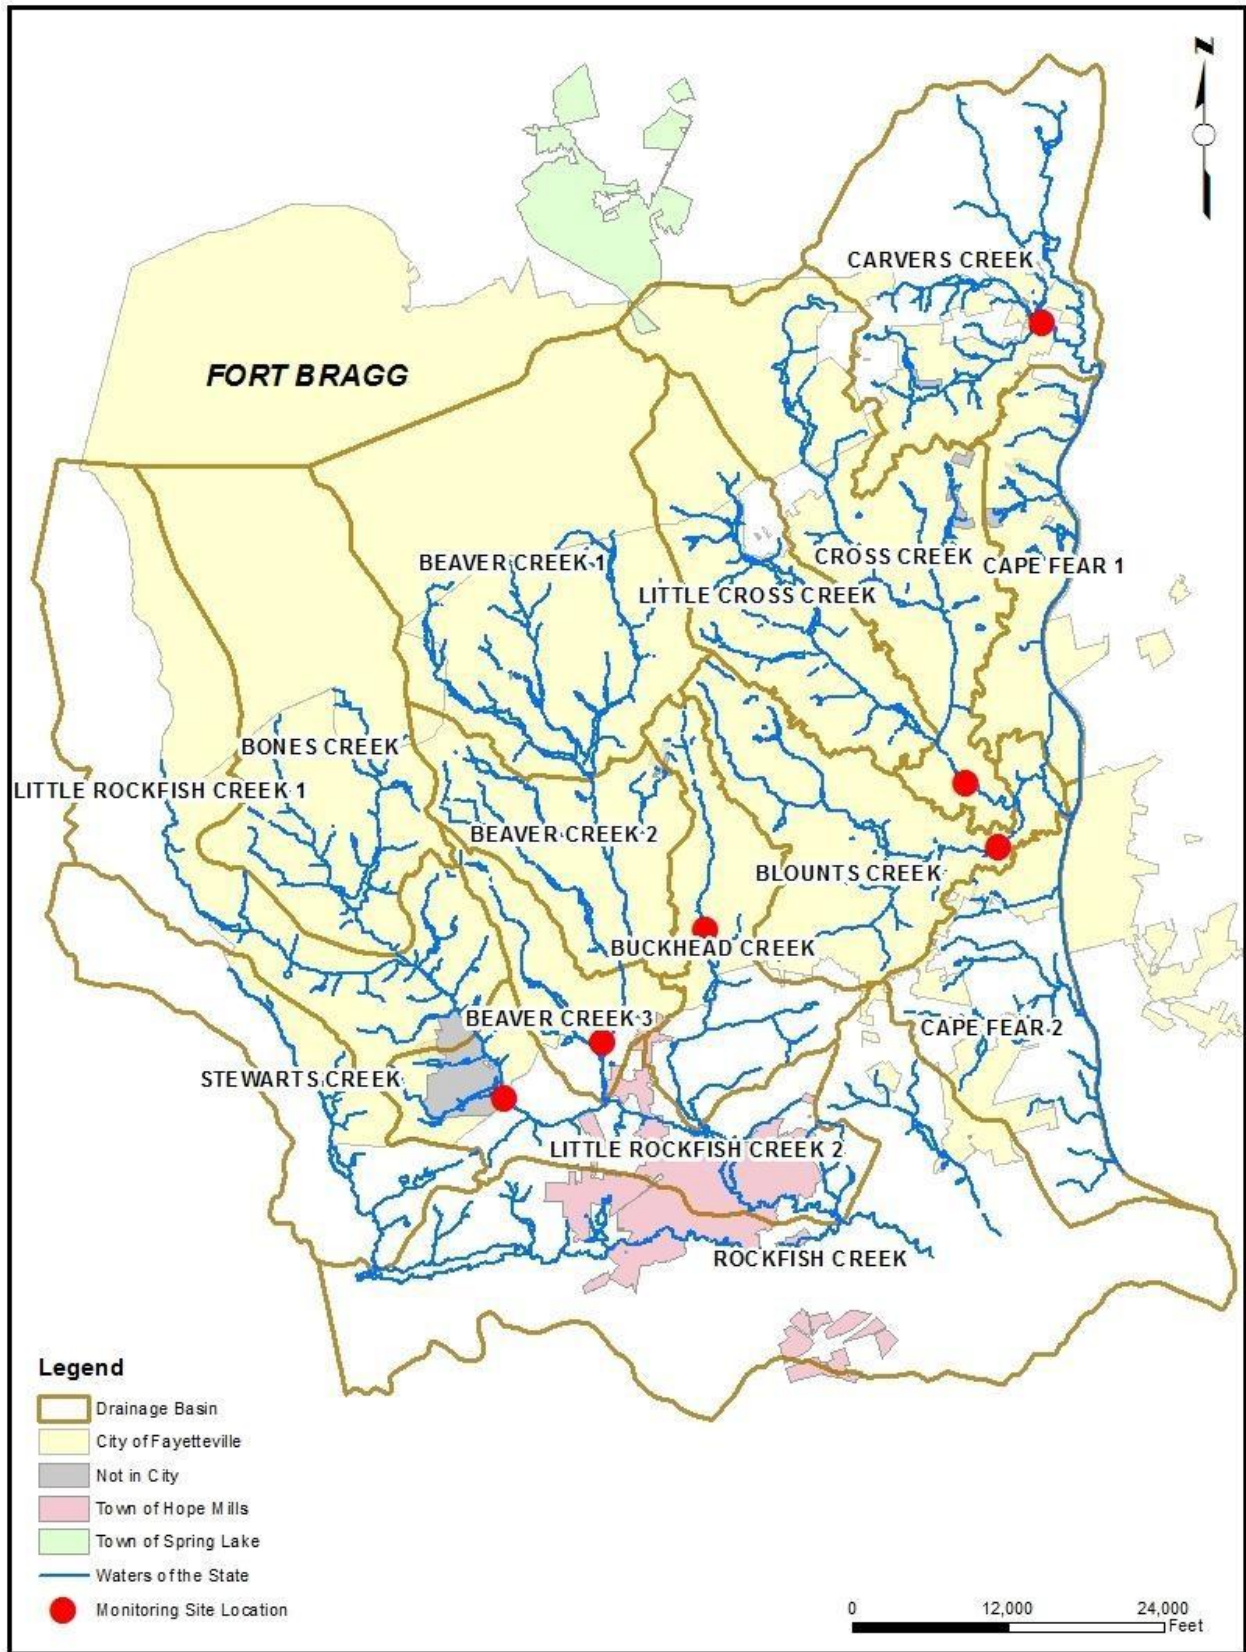 N
CARVERS CREEK
FORT BRAGG
BEAVER CREEK 1
CROSS CREEK
CAPE FEAR 1
LITTLE CROSS CREEK
BONES CREEK
LITTLE ROCKFISH CREEK 1
BEAVER CREEK 2
BLOUNTS CREEK
BUCKHEAD CREEK
BEAVER CREEK 3
CAPE FEAR 2
STEWARTS CREEK
LITTLE ROCKFISH CREEK 2
ROCKFISH CREEK
Legend
Drainage Basin
City of Fayetteville
Not in City
Town of Hope Mills
Town of Spring Lake
Waters of the State
Monitoring Site Location
0 12,000 24,000
Feet